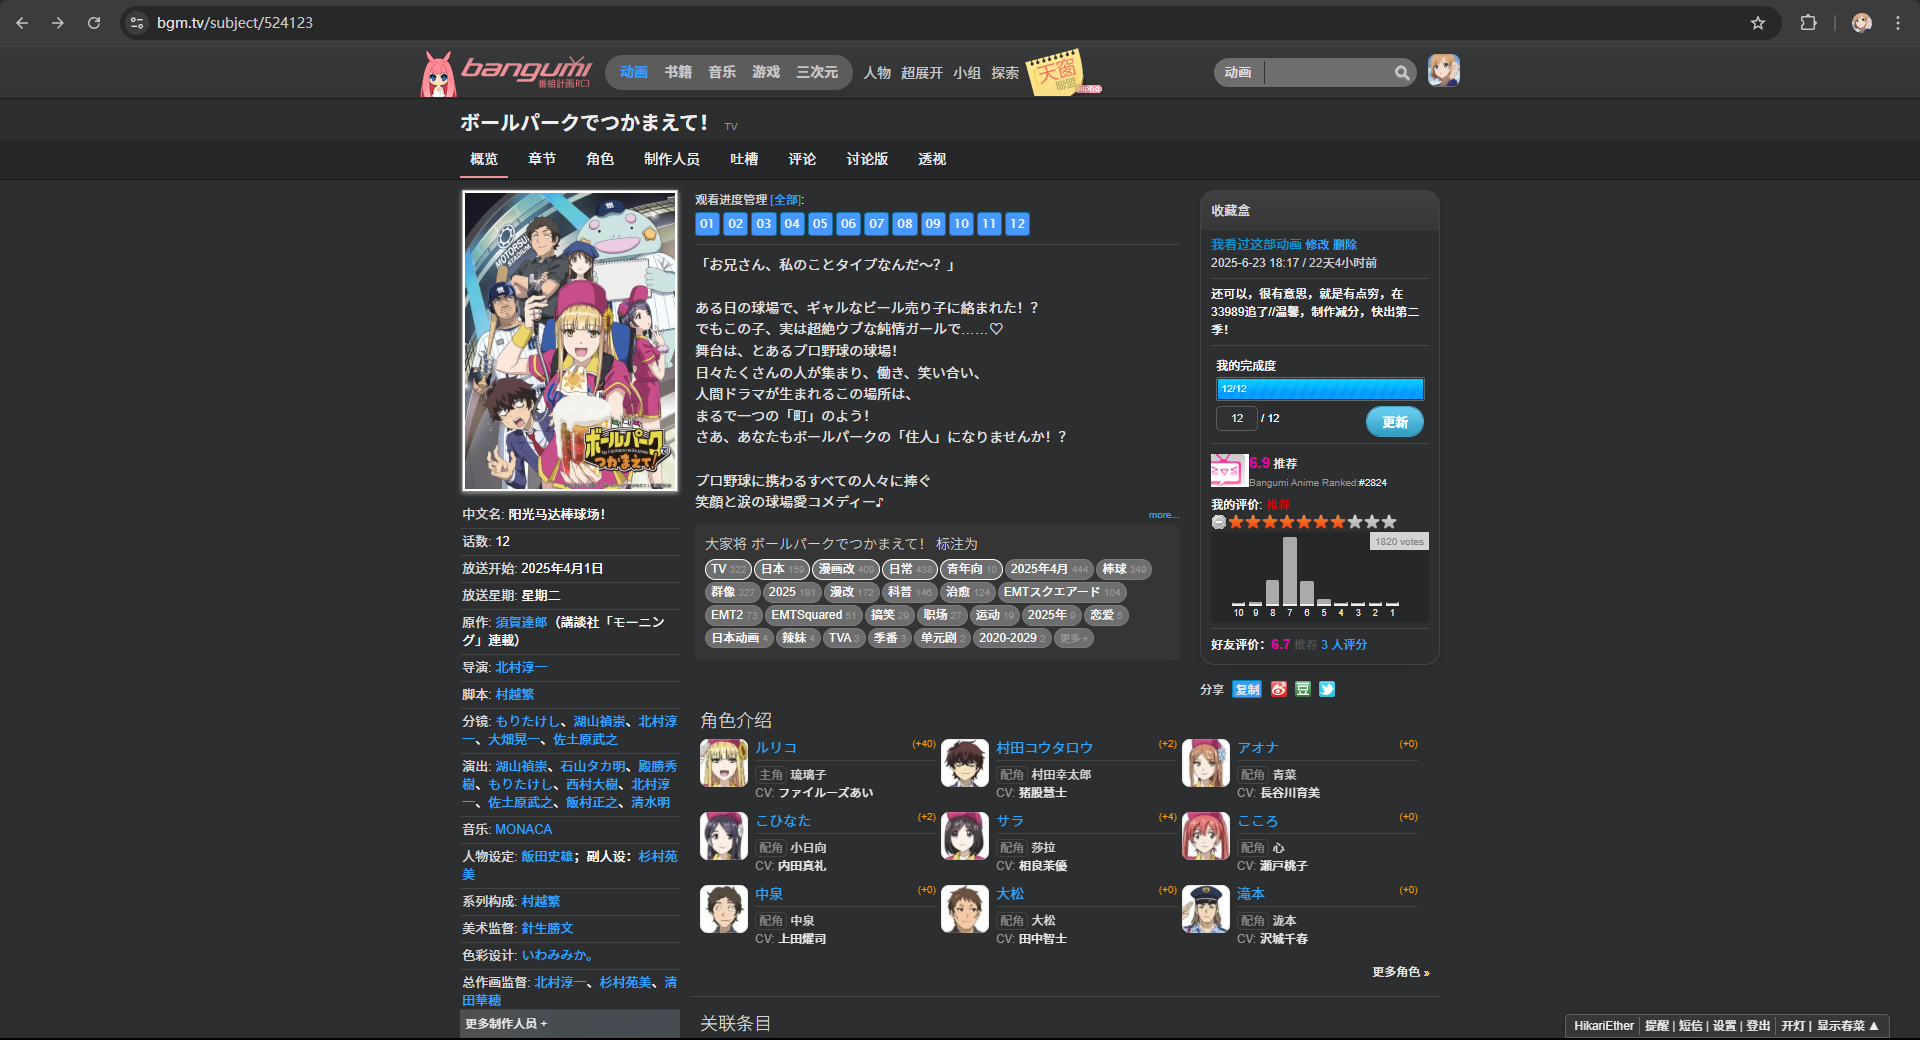 bgm.tv/subject/524123
bangumi
番組計画RC3
动画 书籍 音乐 游戏 三次元 人物 超展开 小组 探索
天窗
联盟
alpha
动画
ボールパークでつかまえて！ TV
概览 章节 角色 制作人员 吐槽 评论 讨论版 透视
MOTORSUN
STADIUM
ボールパークで
つかまえて!
中文名: 阳光马达棒球场！
话数: 12
放送开始: 2025年4月1日
放送星期: 星期二
原作: 須賀達郎（講談社「モーニン
グ」連載）
导演: 北村淳一
脚本: 村越繁
分镜: もりたけし、湖山禎崇、北村淳
一、大畑晃一、佐土原武之
演出: 湖山禎崇、石山タカ明、殿勝秀
樹、もりたけし、西村大樹、北村淳
一、佐土原武之、飯村正之、清水明
音乐: MONACA
人物设定: 飯田史雄；副人设：杉村苑
美
系列构成: 村越繁
美术监督: 針生勝文
色彩设计: いわみみか。
总作画监督: 北村淳一、杉村苑美、清
田華穂
更多制作人员 +
观看进度管理 [全部]:
01 02 03 04 05 06 07 08 09 10 11 12
「お兄さん、私のことタイプなんだ～？」
ある日の球場で、ギャルなビール売り子に絡まれた！？
でもこの子、実は超絶ウブな純情ガールで……♡
舞台は、とあるプロ野球の球場！
日々たくさんの人が集まり、働き、笑い合い、
人間ドラマが生まれるこの場所は、
まるで一つの「町」のよう！
さあ、あなたもボールパークの「住人」になりませんか！？
プロ野球に携わるすべての人々に捧ぐ
笑顔と涙の球場愛コメディー♪
more...
大家将 ボールパークでつかまえて！ 标注为
TV 322 日本 159 漫画改 409 日常 438 青年向 10 2025年4月 444 棒球 349
群像 327 2025 191 漫改 172 科普 146 治愈 124 EMTスクエアード 104
EMT2 73 EMTSquared 51 搞笑 29 职场 27 运动 19 2025年 9 恋爱 5
日本动画 4 辣妹 4 TVA 3 季番 3 单元剧 2 2020-2029 2 更多 +
角色介绍
ルリコ (+40)
主角 琉璃子
CV: ファイルーズあい
村田コウタロウ (+2)
配角 村田幸太郎
CV: 猪股慧士
アオナ (+0)
配角 青菜
CV: 長谷川育美
こひなた (+2)
配角 小日向
CV: 内田真礼
サラ (+4)
配角 莎拉
CV: 相良茉優
こころ (+0)
配角 心
CV: 瀬戸桃子
中泉 (+0)
配角 中泉
CV: 上田燿司
大松 (+0)
配角 大松
CV: 田中智士
滝本 (+0)
配角 泷本
CV: 沢城千春
更多角色 »
关联条目
收藏盒
我看过这部动画 修改 删除
2025-6-23 18:17 / 22天4小时前
还可以，很有意思，就是有点穷，在
33989追了//温馨，制作减分，快出第二
季！
我的完成度
12/12
12 / 12
更新
6.9 推荐
Bangumi Anime Ranked:#2824
我的评价: 推荐
1820 votes
10 9 8 7 6 5 4 3 2 1
好友评价： 6.7 推荐 3 人评分
分享 复制 豆
HikariEther 提醒 | 短信 | 设置 | 登出 开灯 | 显示春菜 ▲